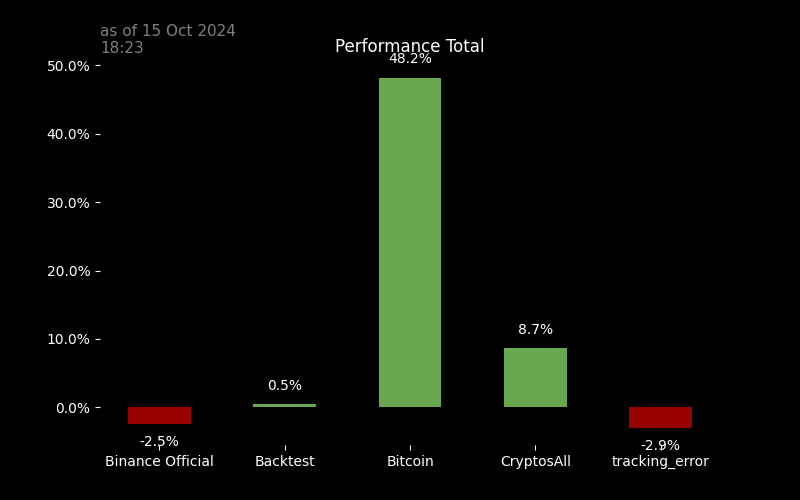 as of 15 Oct 2024
18:23
Performance Total
50.0%
40.0%
30.0%
20.0%
10.0%
0.0%
-2.5%
0.5%
48.2%
8.7%
-2.9%
Binance Official
Backtest
Bitcoin
CryptosAll
tracking_error